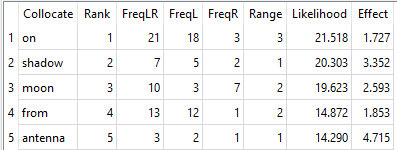 Collocate Rank FreqLR FreqL FreqR Range Likelihood Effect
1 on 1 21 18 3 3 21.518 1.727
2 shadow 2 7 5 2 1 20.303 3.352
3 moon 3 10 3 7 2 19.623 2.593
4 from 4 13 12 1 2 14.872 1.853
5 antenna 5 3 2 1 1 14.290 4.715